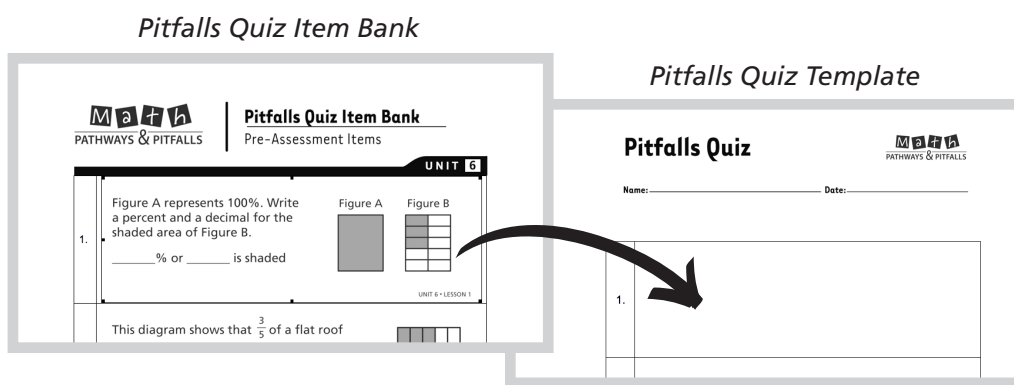 Pitfalls Quiz Item Bank
Math
PATHWAYS & PITFALLS
Pitfalls Quiz Item Bank
Pre-Assessment Items
UNIT 6
1.
Figure A represents 100%. Write
a percent and a decimal for the
shaded area of Figure B.
_______% or _______ is shaded
Figure A
Figure B
UNIT 6 • LESSON 1
This diagram shows that 3/5 of a flat roof
Pitfalls Quiz Template
Pitfalls Quiz
Math
PATHWAYS & PITFALLS
Name:
Date:
1.